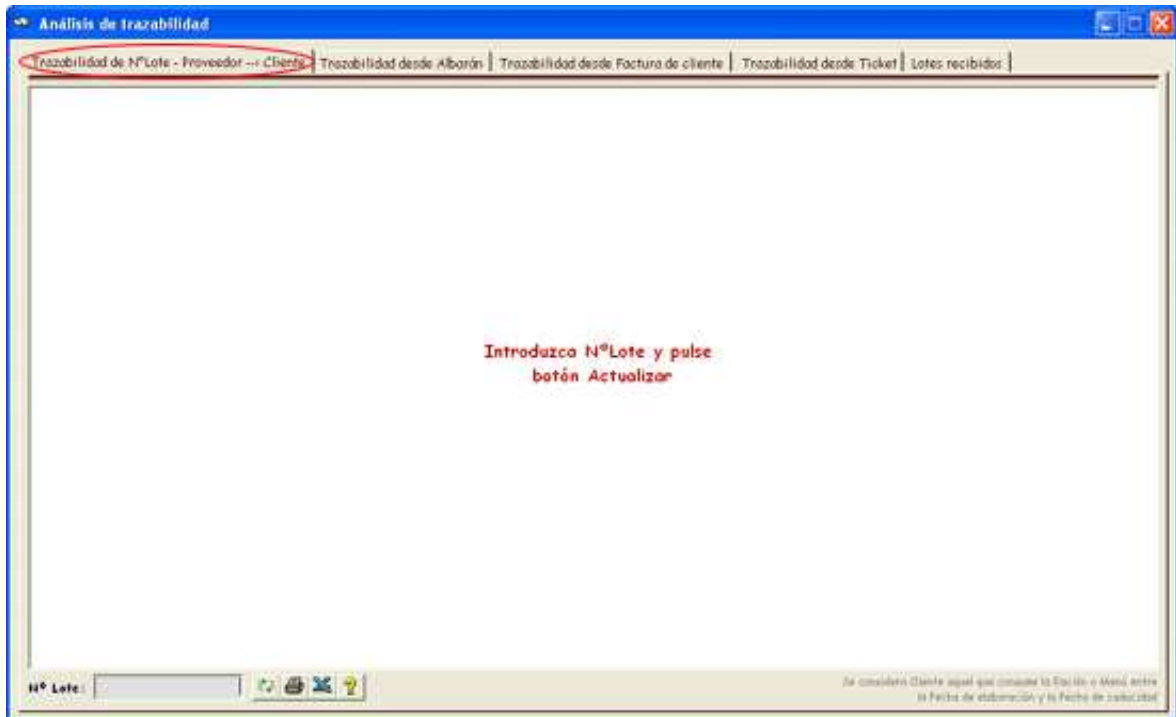 Análisis de trazabilidad
Trazabilidad de NºLote - Proveedor --> Cliente Trazabilidad desde Albarán Trazabilidad desde Factura de cliente Trazabilidad desde Ticket Lotes recibidos
Introduzca NºLote y pulse
botón Actualizar
Nº Lote:
Se considera Cliente aquel que consume la Ración o Menú entre
la Fecha de elaboración y la Fecha de caducidad